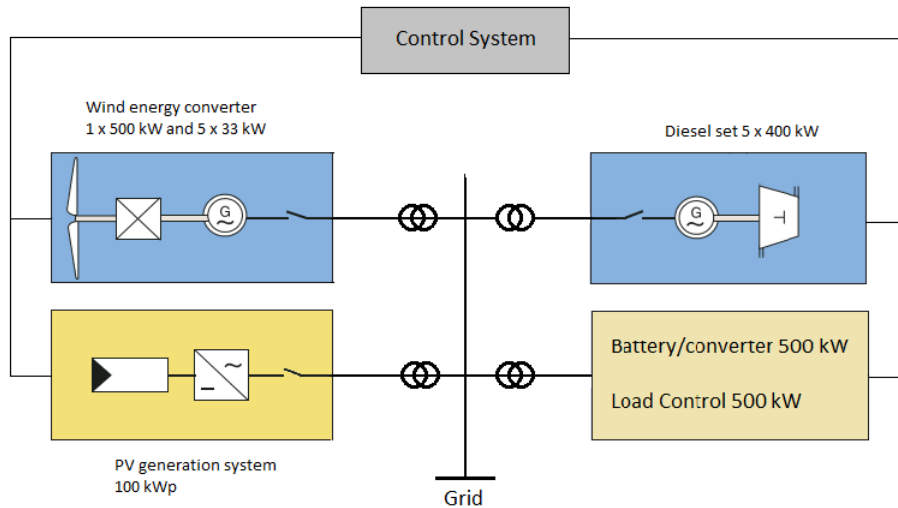 Control System
Wind energy converter
1 x 500 kW and 5 x 33 kW
Diesel set 5 x 400 kW
G
~
G
~
T
Battery/converter 500 kW
Load Control 500 kW
~
–
PV generation system
100 kWp
Grid